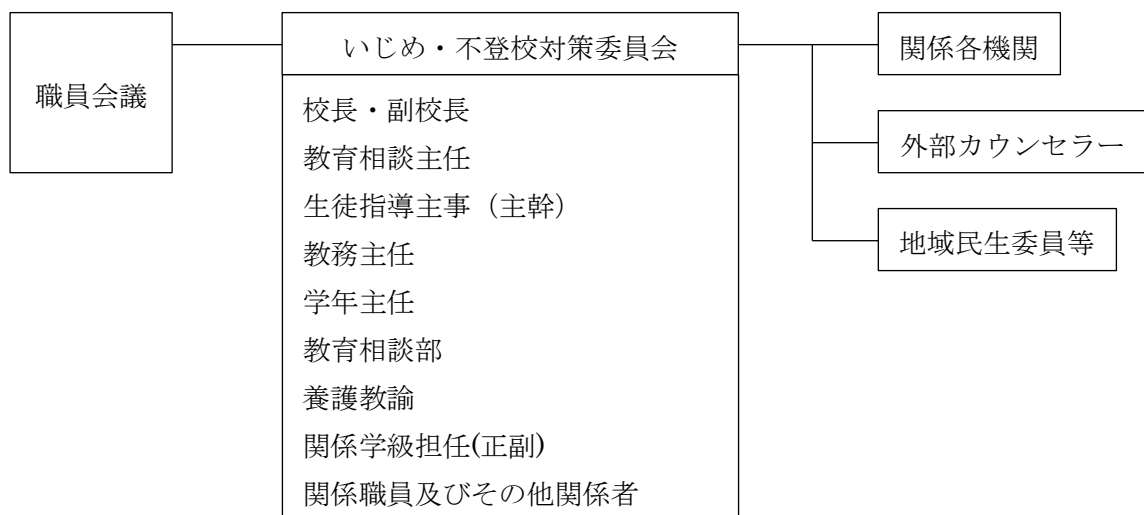 職員会議
いじめ・不登校対策委員会
校長・副校長
教育相談主任
生徒指導主事（主幹）
教務主任
学年主任
教育相談部
養護教諭
関係学級担任(正副)
関係職員及びその他関係者
関係各機関
外部カウンセラー
地域民生委員等